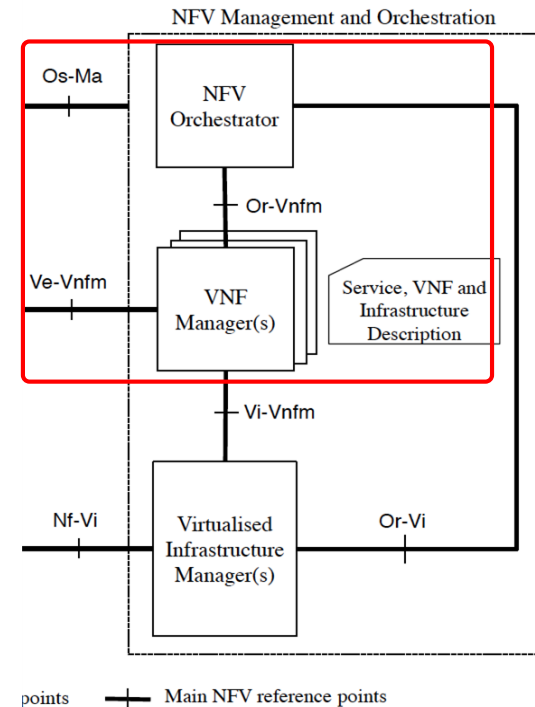 NFV Management and Orchestration
Os-Ma
NFV
Orchestrator
Or-Vnfm
Ve-Vnfm
VNF
Manager(s)
Service, VNF and
Infrastructure
Description
Vi-Vnfm
Nf-Vi
Virtualised
Infrastructure
Manager(s)
Or-Vi
points
Main NFV reference points